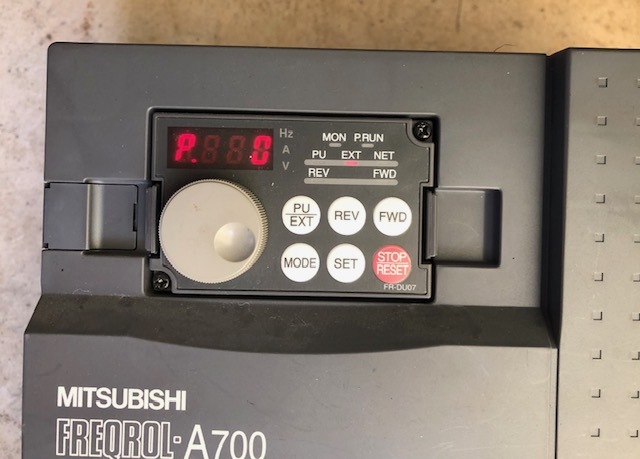 P. 0
Hz
A
V
MON P.RUN
PU EXT NET
REV FWD
PU
EXT
REV
FWD
MODE
SET
STOP
RESET
FR-DU07
MITSUBISHI
FREQROL-A700